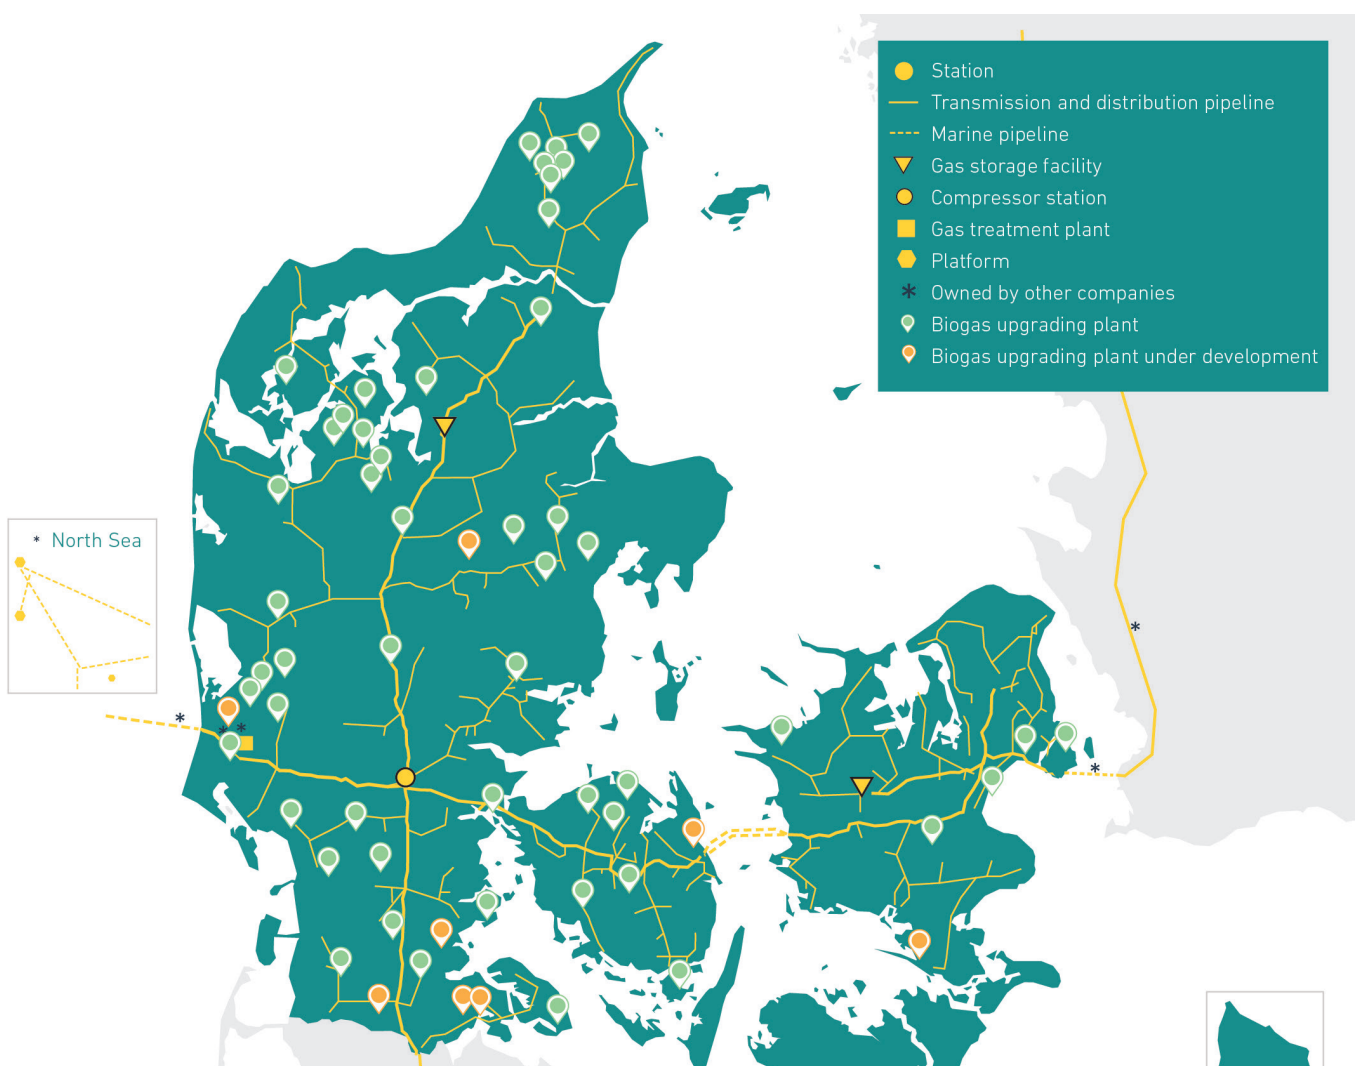 Station
Transmission and distribution pipeline
Marine pipeline
Gas storage facility
Compressor station
Gas treatment plant
Platform
* Owned by other companies
Biogas upgrading plant
Biogas upgrading plant under development
* North Sea
*
*
* *
*